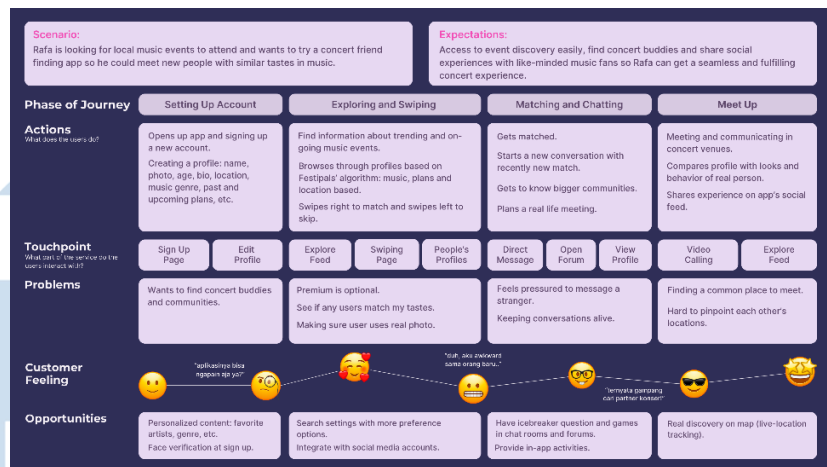 Scenario:
Rafa is looking for local music events to attend and wants to try a concert friend
finding app so he could meet new people with similar tastes in music.
Expectations:
Access to event discovery easily, find concert buddies and share social
experiences with like-minded music fans so Rafa can get a seamless and fulfilling
concert experience.
Phase of Journey
Setting Up Account
Exploring and Swiping
Matching and Chatting
Meet Up
Actions
What does the users do?
Opens up app and signing up
a new account.
Creating a profile: name,
photo, age, bio, location,
music genre, past and
upcoming plans, etc.
Find information about trending and on-
going music events.
Browses through profiles based on
Festipals' algorithm: music, plans and
location based.
Swipes right to match and swipes left to
skip.
Gets matched.
Starts a new conversation with
recently new match.
Gets to know bigger communities.
Plans a real life meeting.
Meeting and communicating in
concert venues.
Compares profile with looks and
behavior of real person.
Shares experience on app's social
feed.
Touchpoint
What part of the service do the
users interact with?
Sign Up
Page
Edit
Profile
Explore
Feed
Swiping
Page
People's
Profiles
Direct
Message
Open
Forum
View
Profile
Video
Calling
Explore
Feed
Problems
Wants to find concert buddies
and communities.
Premium is optional.
See if any users match my tastes.
Making sure user uses real photo.
Feels pressured to message a
stranger.
Keeping conversations alive.
Finding a common place to meet.
Hard to pinpoint each other's
locations.
Customer
Feeling
"aplikasinya bisa
ngapain aja ya?"
"duh, aku awkward
sama orang baru.."
"ternyata gampang
cari partner konser!"
Opportunities
Personalized content: favorite
artists, genre, etc.
Face verification at sign up.
Search settings with more preference
options.
Integrate with social media accounts.
Have icebreaker question and games
in chat rooms and forums.
Provide in-app activities.
Real discovery on map (live-location
tracking).